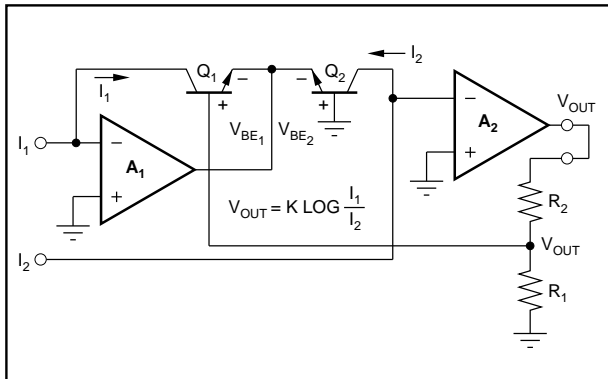 Q1
Q2
I2
I1
− −
+ +
VBE1 VBE2
I1
−
A1
+
−
A2
+
VOUT
VOUT = K LOG I1/I2
R2
VOUT
I2
R1